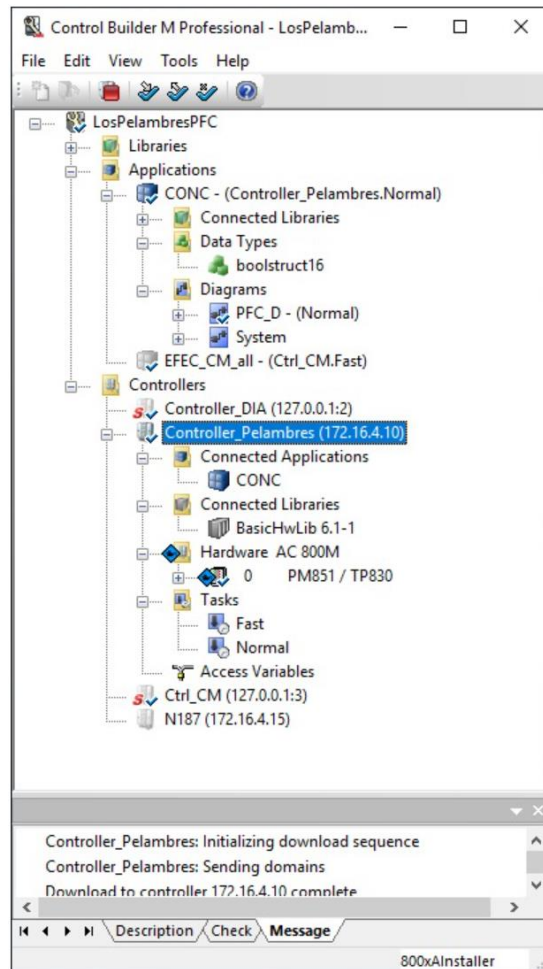 Control Builder M Professional - LosPelamb...
File Edit View Tools Help
LosPelambresPFC
Libraries
Applications
CONC - (Controller_Pelambres.Normal)
Connected Libraries
Data Types
boolstruct16
Diagrams
PFC_D - (Normal)
System
EFEC_CM_all - (Ctrl_CM.Fast)
Controllers
Controller_DIA (127.0.0.1:2)
Controller_Pelambres (172.16.4.10)
Connected Applications
CONC
Connected Libraries
BasicHwLib 6.1-1
Hardware AC 800M
0 PM851 / TP830
Tasks
Fast
Normal
Access Variables
Ctrl_CM (127.0.0.1:3)
N187 (172.16.4.15)
Controller_Pelambres: Initializing download sequence
Controller_Pelambres: Sending domains
Download to controller 172.16.4.10 complete
Description Check Message
800xAInstaller